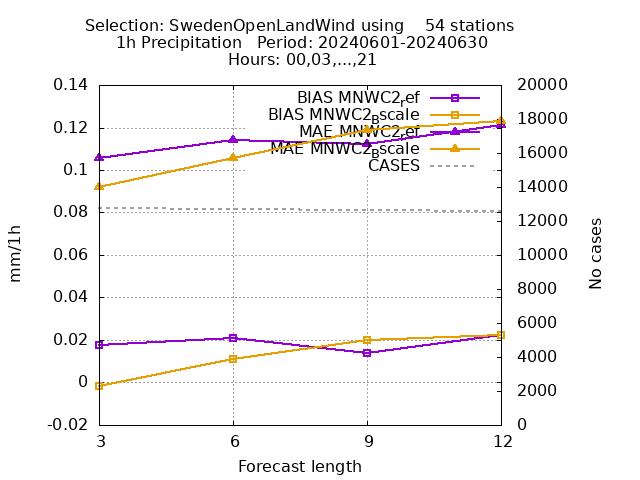 Selection: SwedenOpenLandWind using    54 stations
1h Precipitation   Period: 20240601-20240630
Hours: 00,03,...,21
0.14
0.12
0.1
0.08
0.06
0.04
0.02
0
-0.02
mm/1h
BIAS MNWC2_ref
BIAS MNWC2_Bscale
MAE MNWC2_ref
MAE MNWC2_Bscale
CASES
20000
18000
16000
14000
12000
10000
8000
6000
4000
2000
0
No cases
3 6 9 12
Forecast length